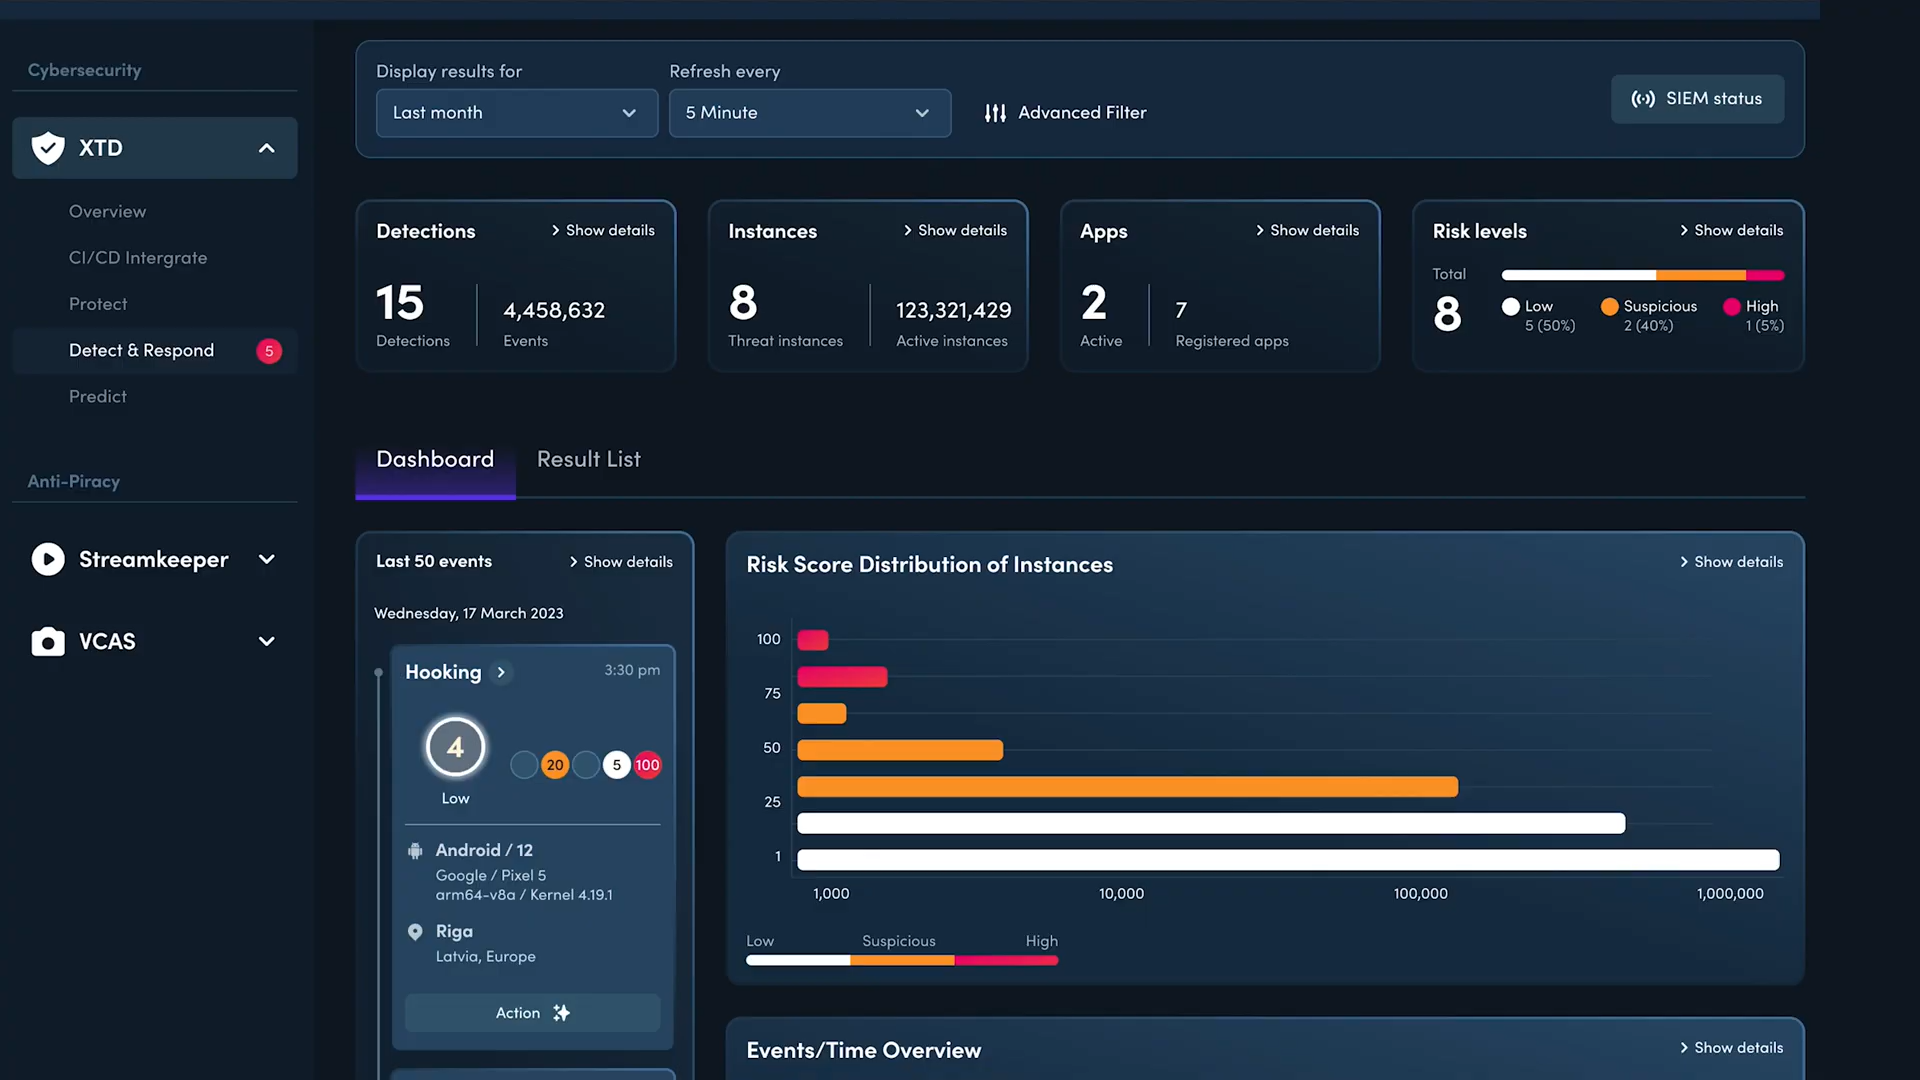 Cybersecurity
XTD
Overview
CI/CD Intergrate
Protect
Detect & Respond 5
Predict
Anti-Piracy
Streamkeeper
VCAS
Display results for
Last month
Refresh every
5 Minute
Advanced Filter
SIEM status
Detections
Show details
15
Detections
4,458,632
Events
Instances
Show details
8
Threat instances
123,321,429
Active instances
Apps
Show details
2
Active
7
Registered apps
Risk levels
Show details
Total
8
Low
5 (50%)
Suspicious
2 (40%)
High
1 (5%)
Dashboard
Result List
Last 50 events
Show details
Wednesday, 17 March 2023
Hooking
3:30 pm
4
Low
20 5 100
Android / 12
Google / Pixel 5
arm64-v8a / Kernel 4.19.1
Riga
Latvia, Europe
Action
Risk Score Distribution of Instances
Show details
100
75
50
25
1
1,000 10,000 100,000 1,000,000
Low Suspicious High
Events/Time Overview
Show details